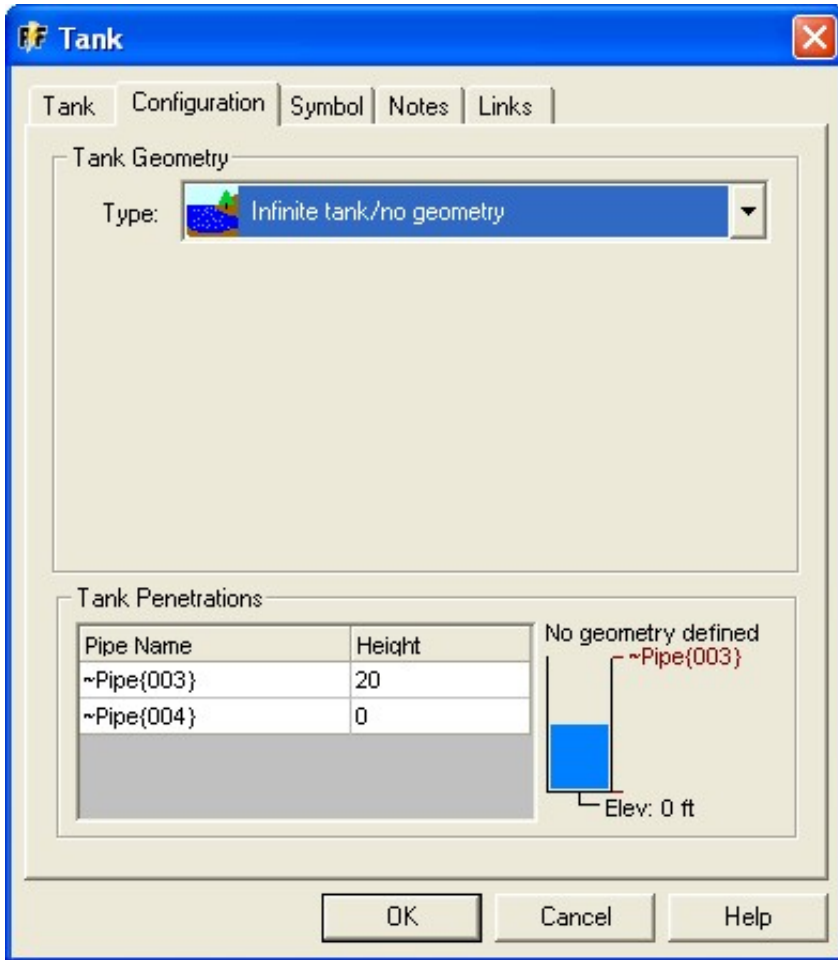 Tank
Tank Configuration Symbol Notes Links
Tank Geometry
Type: Infinite tank/no geometry
Tank Penetrations
Pipe Name Height
~Pipe{003} 20
~Pipe{004} 0
No geometry defined
~Pipe{003}
Elev: 0 ft
OK Cancel Help